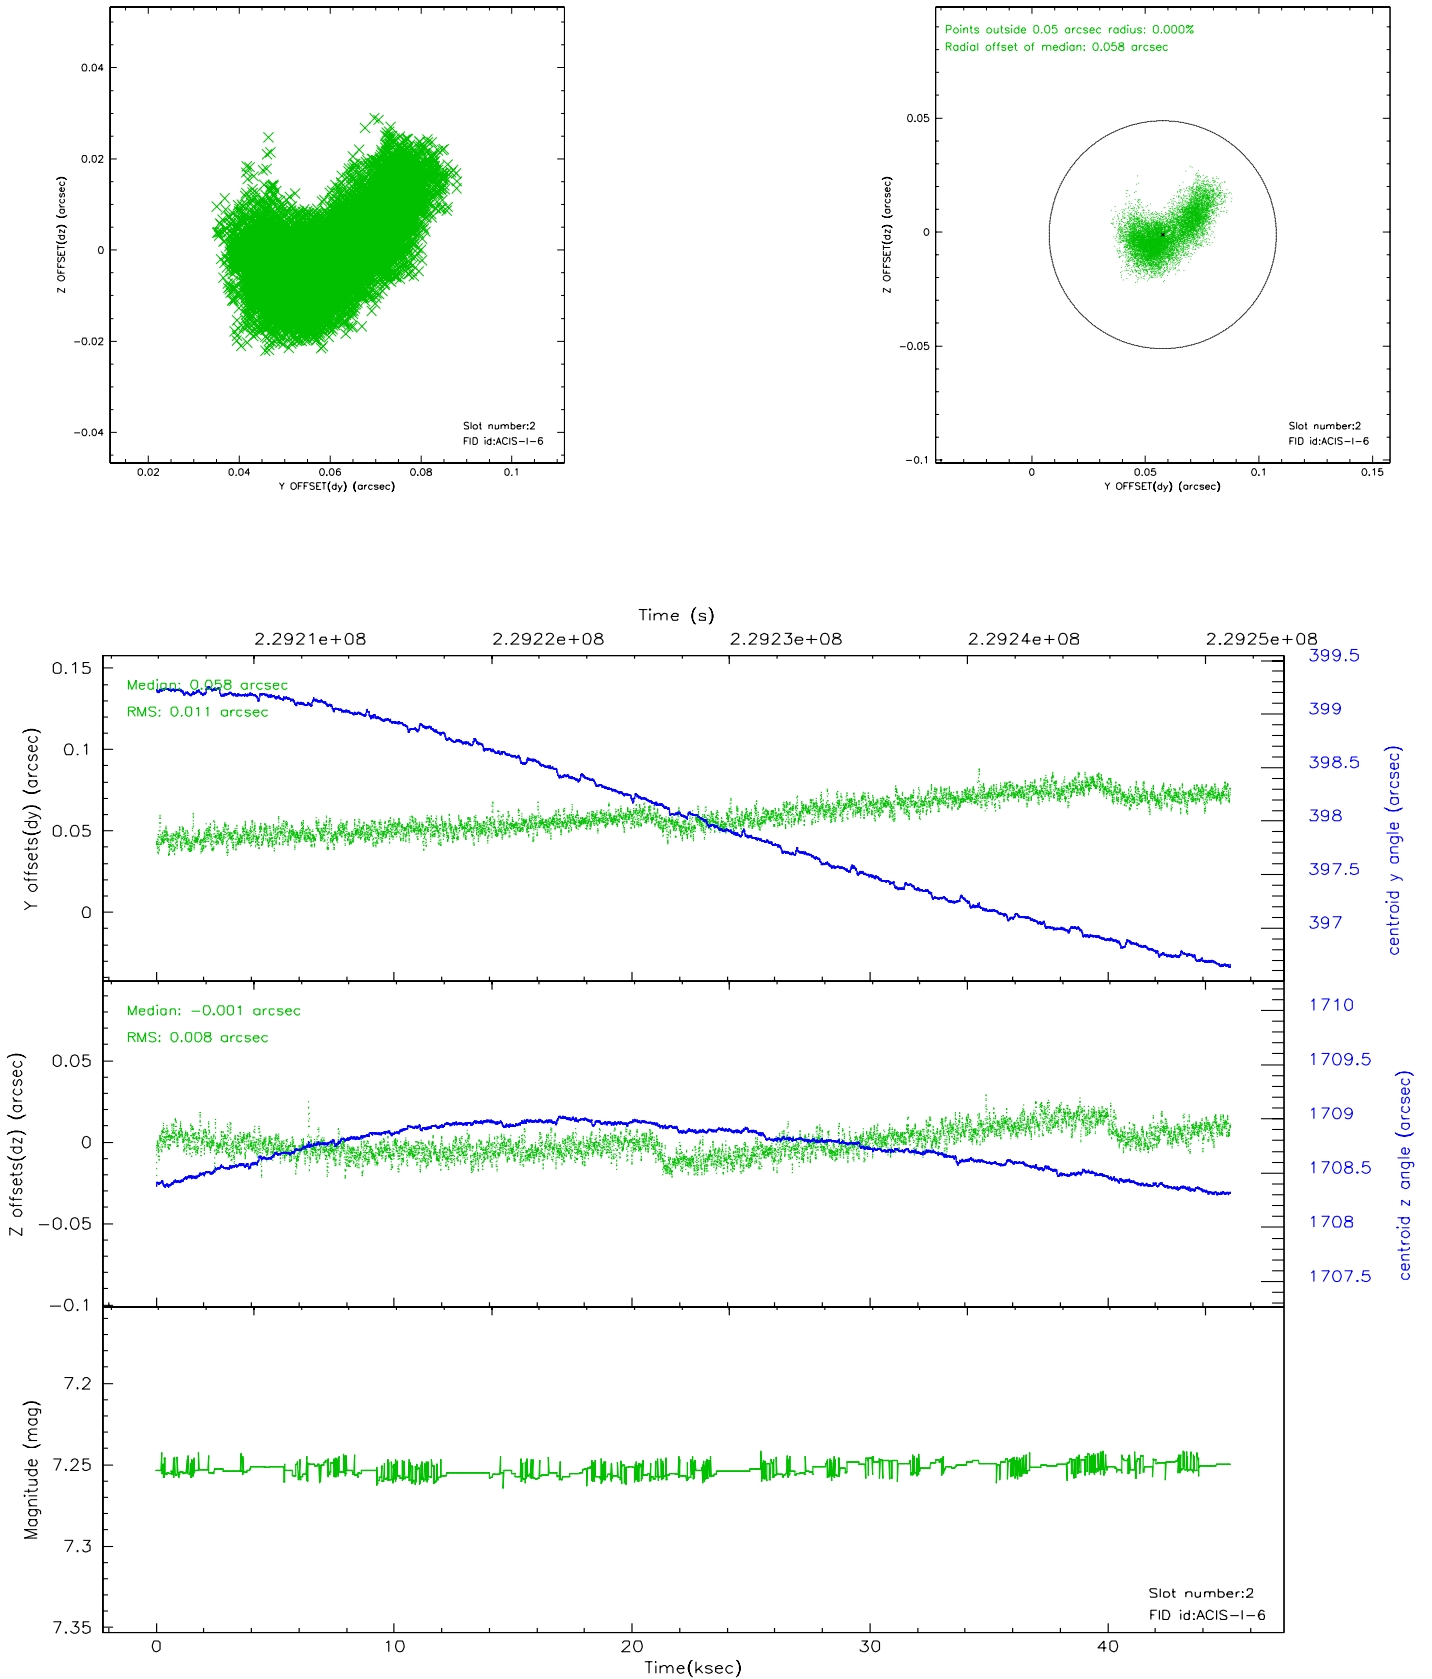 0.04
0.02
0
-0.02
-0.04
Z OFFSET(dz) (arcsec)
0.02 0.04 0.06 0.08 0.1
Y OFFSET(dy) (arcsec)
Slot number:2
FID id:ACIS-I-6
Points outside 0.05 arcsec radius: 0.000%
Radial offset of median: 0.058 arcsec
0.05
0
-0.05
-0.1
Z OFFSET(dz) (arcsec)
0 0.05 0.1 0.15
Y OFFSET(dy) (arcsec)
Slot number:2
FID id:ACIS-I-6
Time (s)
2.2921e+08 2.2922e+08 2.2923e+08 2.2924e+08 2.2925e+08
Median: 0.058 arcsec
RMS: 0.011 arcsec
0.15
0.1
0.05
0
Y offsets(dy) (arcsec)
399.5
399
398.5
398
397.5
397
centroid y angle (arcsec)
Median: -0.001 arcsec
RMS: 0.008 arcsec
0.05
0
-0.05
-0.1
Z offsets(dz) (arcsec)
1710
1709.5
1709
1708.5
1708
1707.5
centroid z angle (arcsec)
7.2
7.25
7.3
7.35
Magnitude (mag)
Slot number:2
FID id:ACIS-I-6
0 10 20 30 40
Time(ksec)